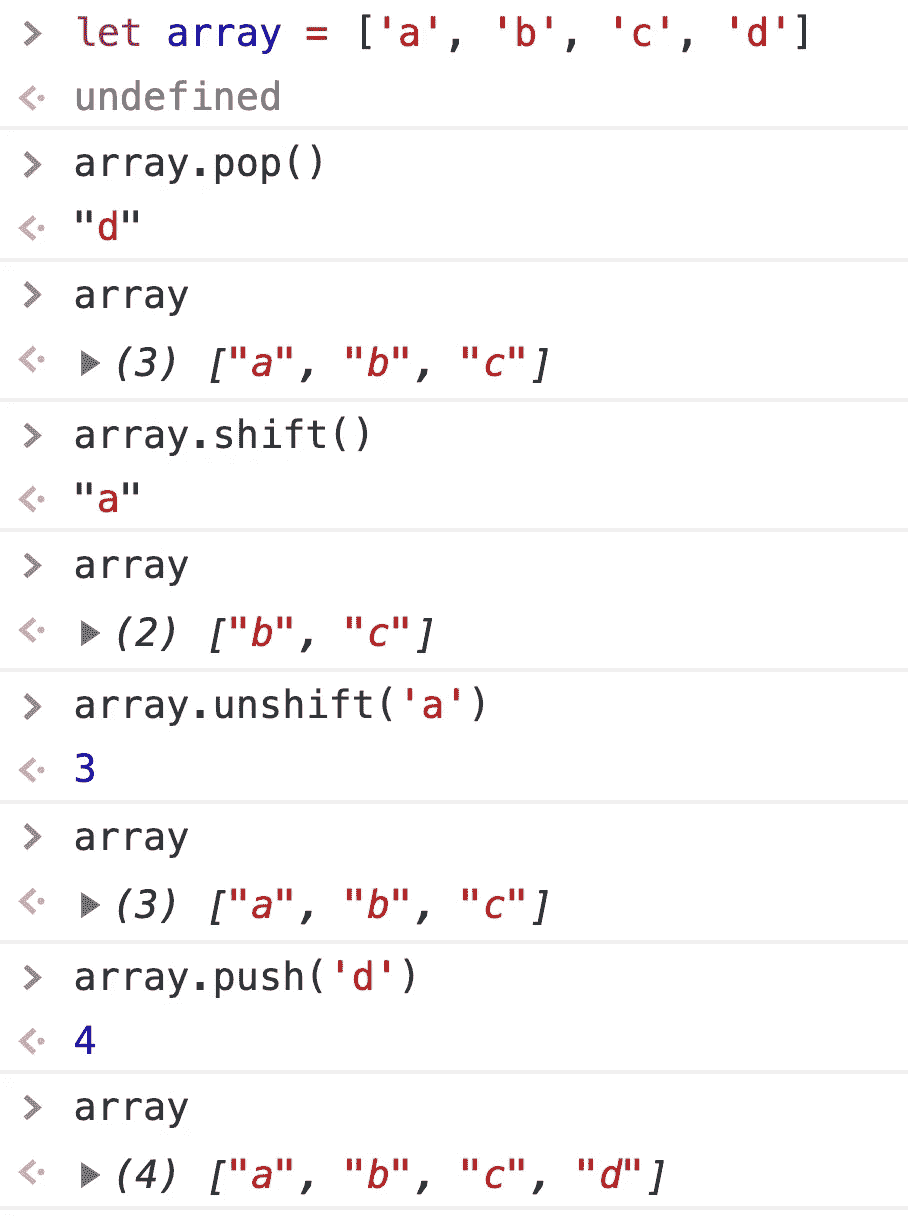 > let array = ['a', 'b', 'c', 'd']
undefined
> array.pop()
"d"
> array
(3) ["a", "b", "c"]
> array.shift()
"a"
> array
(2) ["b", "c"]
> array.unshift('a')
3
> array
(3) ["a", "b", "c"]
> array.push('d')
4
> array
(4) ["a", "b", "c", "d"]